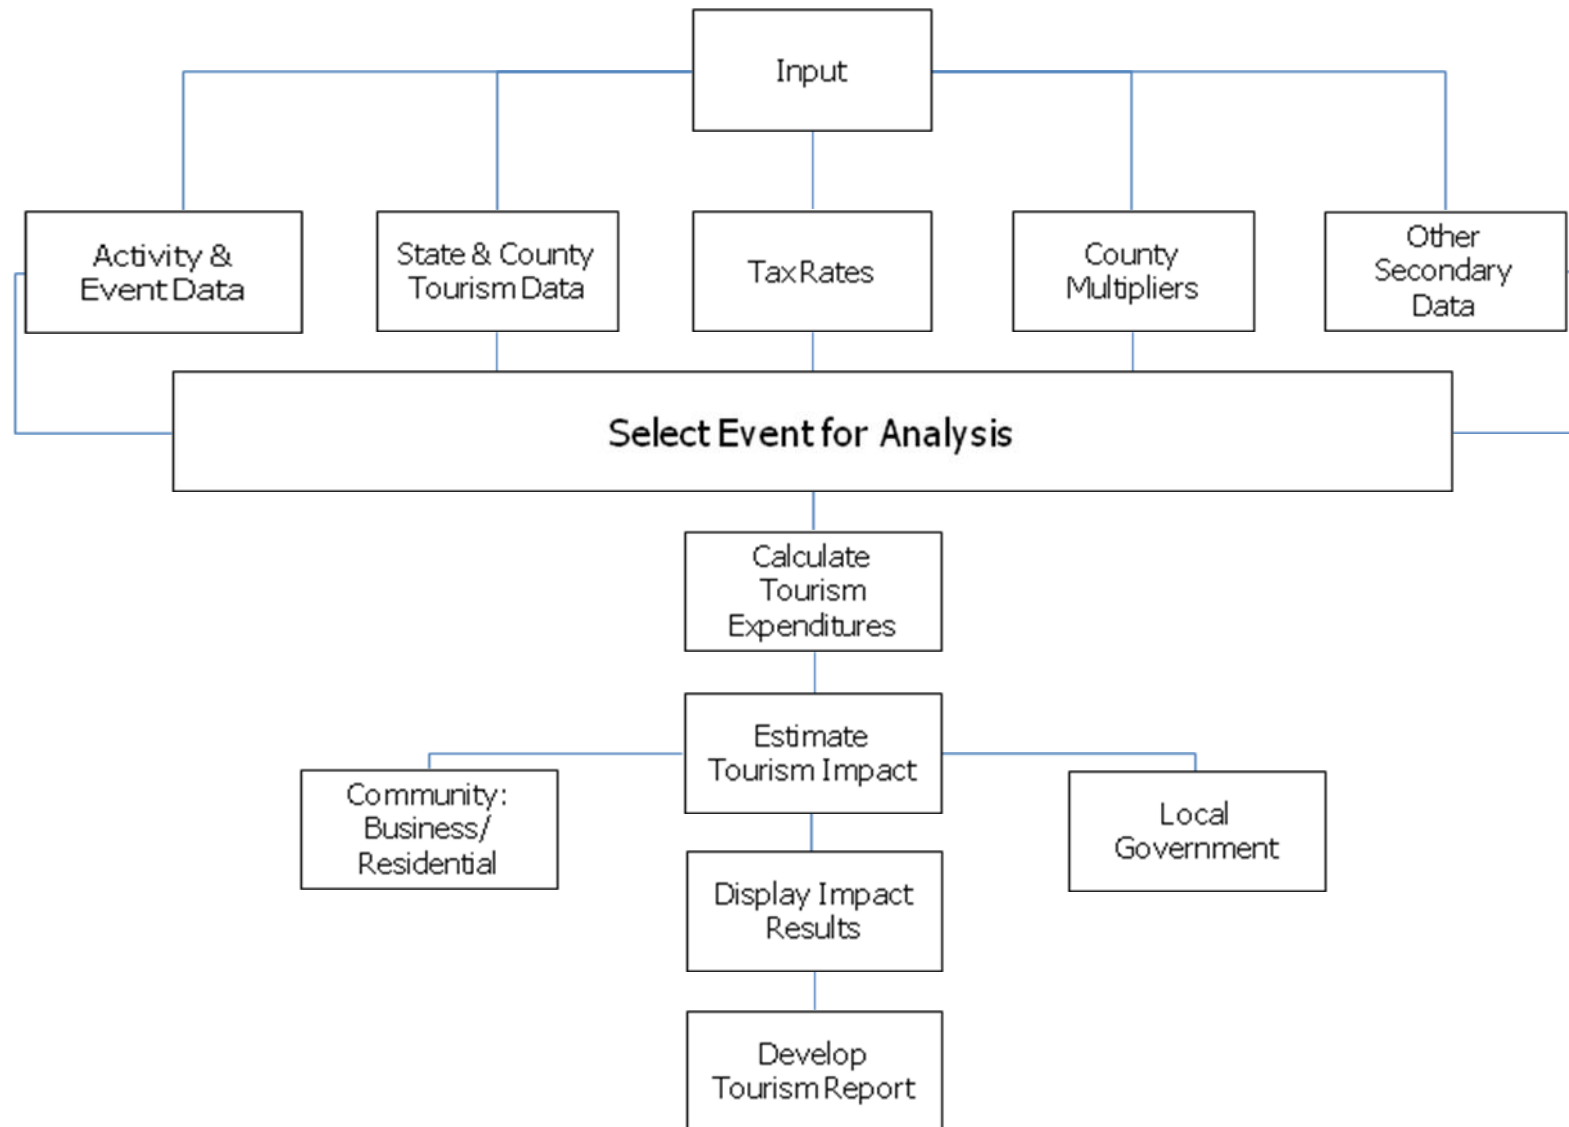 Input
Activity &
Event Data
State & County
Tourism Data
Tax Rates
County
Multipliers
Other
Secondary
Data
Select Event for Analysis
Calculate
Tourism
Expenditures
Estimate
Tourism Impact
Community:
Business/
Residential
Local
Government
Display Impact
Results
Develop
Tourism Report